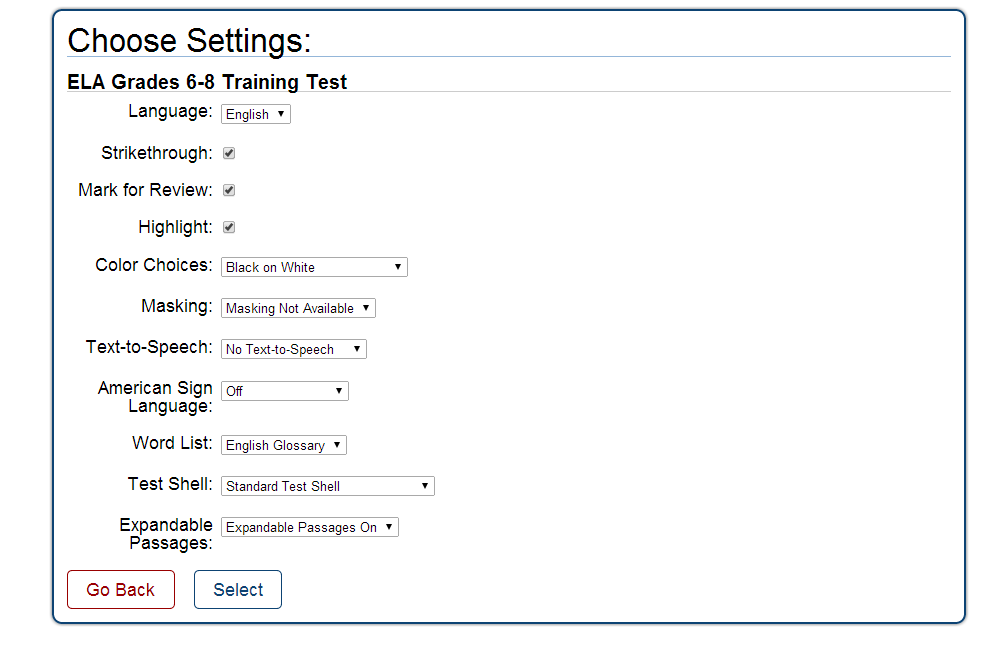 Choose Settings:
ELA Grades 6-8 Training Test
Language: English
Strikethrough:
Mark for Review:
Highlight:
Color Choices: Black on White
Masking: Masking Not Available
Text-to-Speech: No Text-to-Speech
American Sign
Language: Off
Word List: English Glossary
Test Shell: Standard Test Shell
Expandable
Passages: Expandable Passages On
Go Back Select